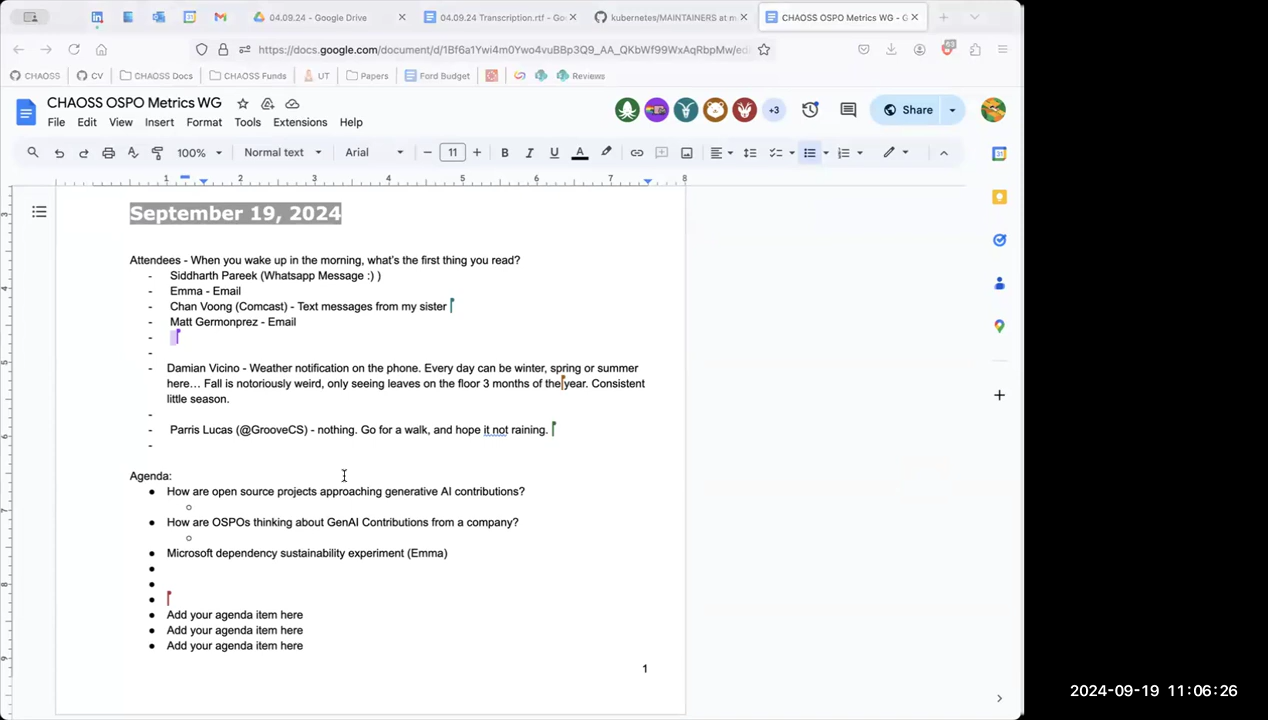 04.09.24 - Google Drive
04.09.24 Transcription.rtf - Go
kubernetes/MAINTAINERS at m
CHAOSS OSPO Metrics WG - G
https://docs.google.com/document/d/1Bf6a1Ywi4m0Ywo4vuBBp3Q9_AA_QKbWf99WxAqRbpMw/ed
CHAOSS
CV
CHAOSS Docs
CHAOSS Funds
UT
Papers
Ford Budget
Reviews
CHAOSS OSPO Metrics WG
+3
Share
File Edit View Insert Format Tools Extensions Help
100% Normal text Arial 11 B I U A
1 2 3 4 5 6 7 8
September 19, 2024
Attendees - When you wake up in the morning, what's the first thing you read?
- Siddharth Pareek (Whatsapp Message :) )
- Emma - Email
- Chan Voong (Comcast) - Text messages from my sister
- Matt Germonprez - Email
-
-
- Damian Vicino - Weather notification on the phone. Every day can be winter, spring or summer
here... Fall is notoriously weird, only seeing leaves on the floor 3 months of the year. Consistent
little season.
-
- Parris Lucas (@GrooveCS) - nothing. Go for a walk, and hope it not raining.
-
Agenda:
● How are open source projects approaching generative AI contributions?
○
● How are OSPOs thinking about GenAI Contributions from a company?
○
● Microsoft dependency sustainability experiment (Emma)
●
●
●
● Add your agenda item here
● Add your agenda item here
● Add your agenda item here
1
2024-09-19 11:06:26